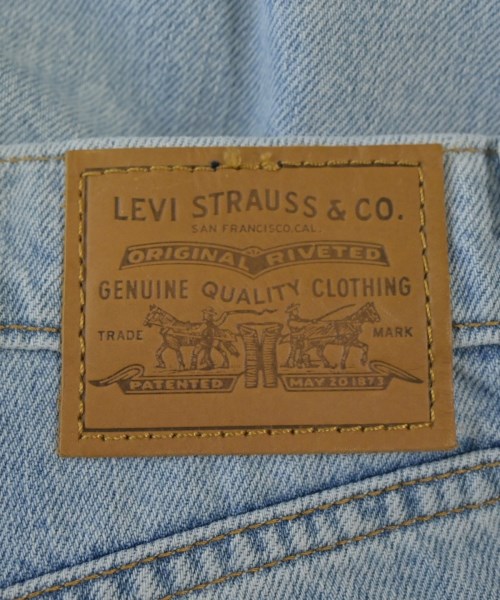 LEVI STRAUSS & CO.
SAN FRANCISCO.CAL.
ORIGINAL RIVETED
GENUINE QUALITY CLOTHING
TRADE MARK
PATENTED MAY 20 1873